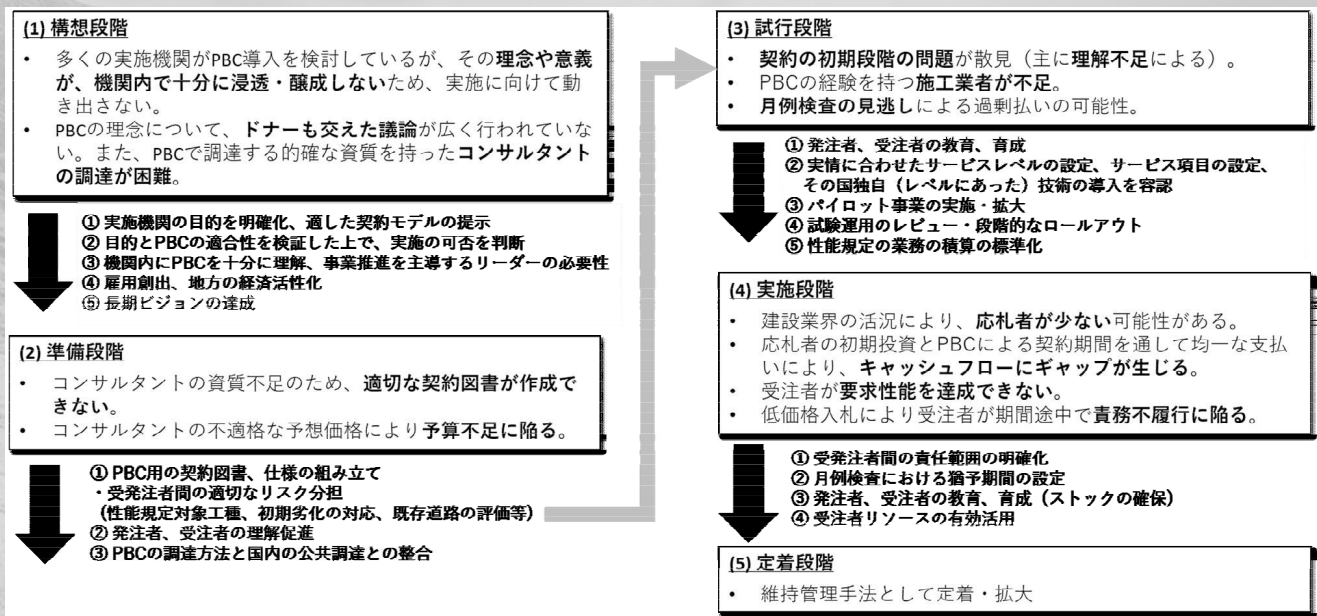 (1) 構想段階
• 多くの実施機関がPBC導入を検討しているが、その理念や意義
が、機関内で十分に浸透・醸成しないため、実施に向けて動
き出さない。
• PBCの理念について、ドナーも交えた議論が広く行われていな
い。また、PBCで調達する的確な資質を持ったコンサルタント
の調達が困難。
① 実施機関の目的を明確化、適した契約モデルの提示
② 目的とPBCの適合性を検証した上で、実施の可否を判断
③ 機関内にPBCを十分に理解、事業推進を主導するリーダーの必要性
④ 雇用創出、地方の経済活性化
⑤ 長期ビジョンの達成
(2) 準備段階
• コンサルタントの資質不足のため、適切な契約図書が作成で
きない。
• コンサルタントの不適格な予想価格により予算不足に陥る。
① PBC用の契約図書、仕様の組み立て
・受発注者間の適切なリスク分担
(性能規定対象工種、初期劣化の対応、既存道路の評価等)
② 発注者、受注者の理解促進
③ PBCの調達方法と国内の公共調達との整合
(3) 試行段階
• 契約の初期段階の問題が散見（主に理解不足による）。
• PBCの経験を持つ施工業者が不足。
• 月例検査の見逃しによる過剰払いの可能性。
① 発注者、受注者の教育、育成
② 実情に合わせたサービスレベルの設定、サービス項目の設定、
その国独自（レベルにあった）技術の導入を容認
③ パイロット事業の実施・拡大
④ 試験運用のレビュー・段階的なロールアウト
⑤ 性能規定の業務の積算の標準化
(4) 実施段階
• 建設業界の活況により、応札者が少ない可能性がある。
• 応札者の初期投資とPBCによる契約期間を通して均一な支払
いにより、キャッシュフローにギャップが生じる。
• 受注者が要求性能を達成できない。
• 低価格入札により受注者が期間途中で責務不履行に陥る。
① 受発注者間の責任範囲の明確化
② 月例検査における猶予期間の設定
③ 発注者、受注者の教育、育成（ストックの確保）
④ 受注者リソースの有効活用
(5) 定着段階
• 維持管理手法として定着・拡大